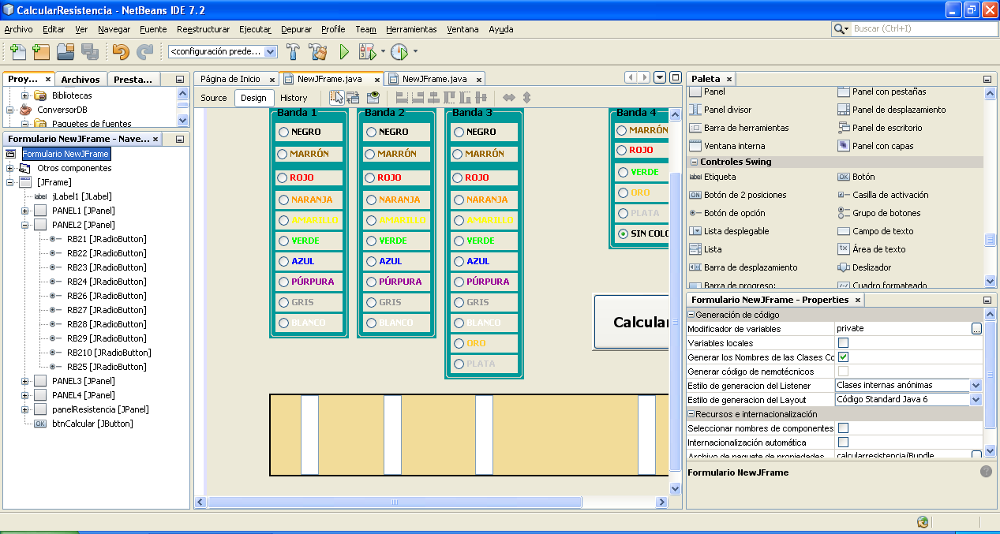 CalcularResistencia - NetBeans IDE 7.2
Archivo Editar Ver Navegar Fuente Reestructurar Ejecutar Depurar Profile Team Herramientas Ventana Ayuda
Buscar (Ctrl+I)
<configuración prede...
Proy... × Archivos Presta...
Bibliotecas
ConversorDB
Paquetes de fuentes
Formulario NewJFrame - Nave... ×
Formulario NewJFrame
Otros componentes
[JFrame]
label jLabel1 [JLabel]
PANEL1 [JPanel]
PANEL2 [JPanel]
RB21 [JRadioButton]
RB22 [JRadioButton]
RB23 [JRadioButton]
RB24 [JRadioButton]
RB26 [JRadioButton]
RB27 [JRadioButton]
RB28 [JRadioButton]
RB29 [JRadioButton]
RB210 [JRadioButton]
RB25 [JRadioButton]
PANEL3 [JPanel]
PANEL4 [JPanel]
panelResistencia [JPanel]
OK btnCalcular [JButton]
Página de Inicio × NewJFrame.java × NewJFrame.java ×
Source Design History
Banda 1
NEGRO
MARRÓN
ROJO
NARANJA
AMARILLO
VERDE
AZUL
PÚRPURA
GRIS
BLANCO
Banda 2
NEGRO
MARRÓN
ROJO
NARANJA
AMARILLO
VERDE
AZUL
PÚRPURA
GRIS
BLANCO
Banda 3
NEGRO
MARRÓN
ROJO
NARANJA
AMARILLO
VERDE
AZUL
PÚRPURA
GRIS
BLANCO
ORO
PLATA
Banda 4
MARRÓN
ROJO
VERDE
ORO
PLATA
SIN COLO
Calcular
Paleta ×
Panel Panel con pestañas
Panel divisor Panel de desplazamiento
Barra de herramientas Panel de escritorio
Ventana interna Panel con capas
Controles Swing
label Etiqueta OK Botón
ON Botón de 2 posiciones Casilla de activación
Botón de opción Grupo de botones
Lista desplegable Campo de texto
Lista tx Área de texto
Barra de desplazamiento Deslizador
Barra de progreso: Cuadro formateado
Formulario NewJFrame - Properties ×
Generación de código
Modificador de variables private ...
Variables locales
Generar los Nombres de las Clases Co
Generar código de nemotécnicos
Estilo de generacion del Listener Clases internas anónimas
Estilo de generacion del Layout Código Standard Java 6
Recursos e internacionalización
Seleccionar nombres de componentes
Internacionalización automática
Archivo de paquete de propiedades calcularresistencia/Bundle
Formulario NewJFrame